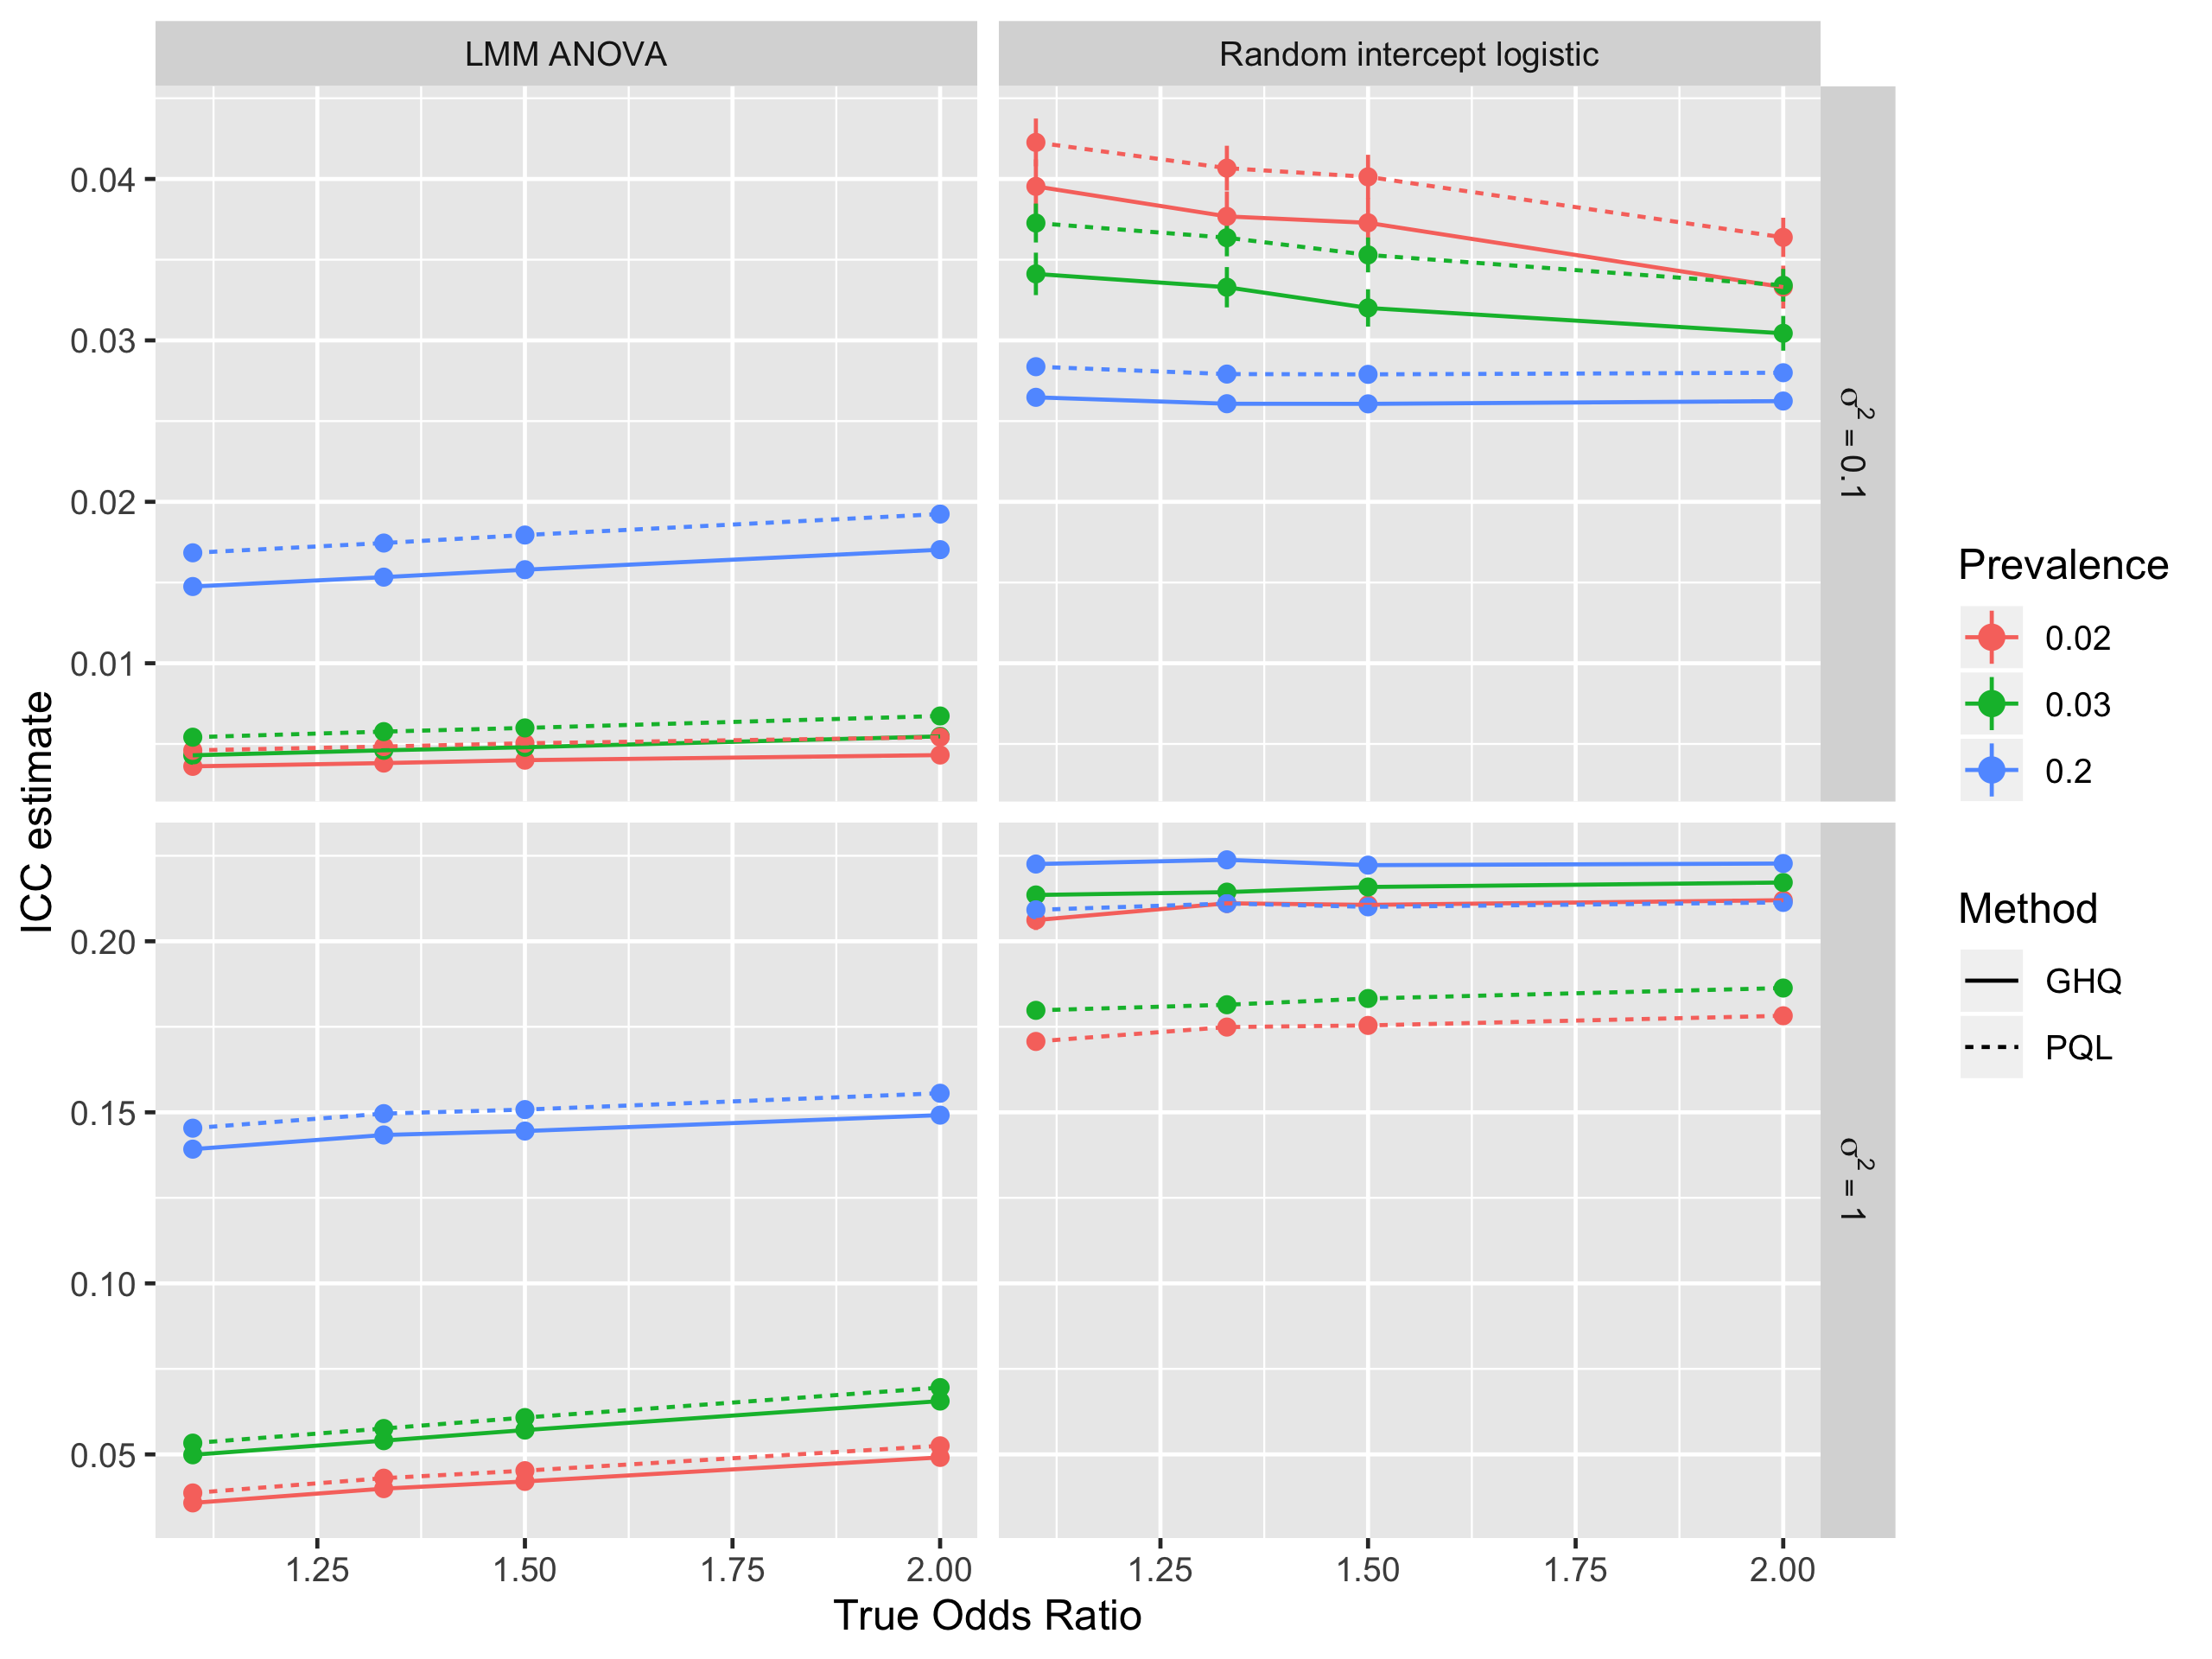 LMM ANOVA
Random intercept logistic
0.04
0.03
0.02
0.01
σ² = 0.1
0.20
0.15
0.10
0.05
σ² = 1
1.25 1.50 1.75 2.00
1.25 1.50 1.75 2.00
True Odds Ratio
ICC estimate
Prevalence
0.02
0.03
0.2
Method
GHQ
PQL